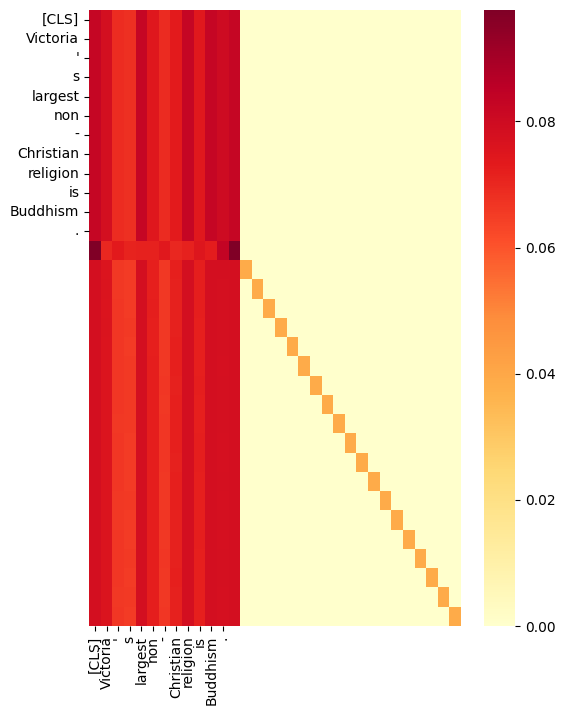 [CLS]
Victoria
'
s
largest
non
-
Christian
religion
is
Buddhism
.
0.08
0.06
0.04
0.02
0.00
[CLS]
Victoria
'
s
largest
non
-
Christian
religion
is
Buddhism
.